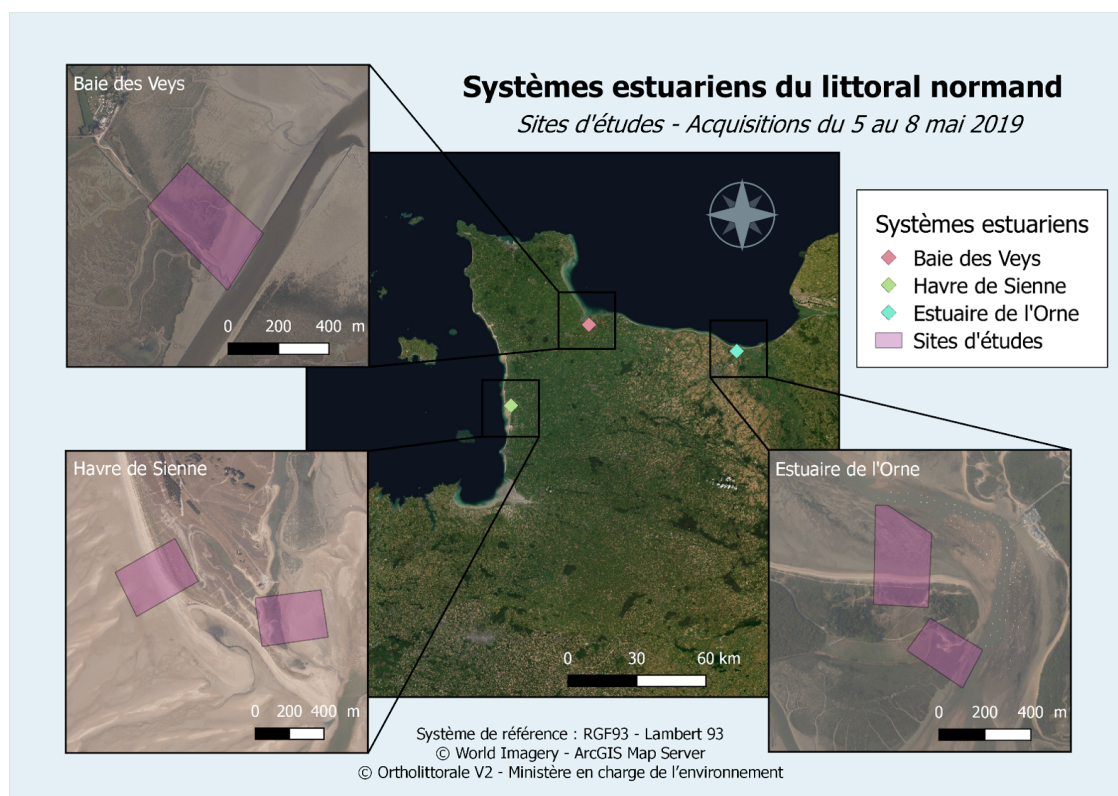 Systèmes estuariens du littoral normand
Sites d'études - Acquisitions du 5 au 8 mai 2019
Baie des Veys
0 200 400 m
Systèmes estuariens
Baie des Veys
Havre de Sienne
Estuaire de l'Orne
Sites d'études
Havre de Sienne
0 200 400 m
Estuaire de l'Orne
0 200 400 m
0 30 60 km
Système de référence : RGF93 - Lambert 93
© World Imagery - ArcGIS Map Server
© Ortholittorale V2 - Ministère en charge de l'environnement